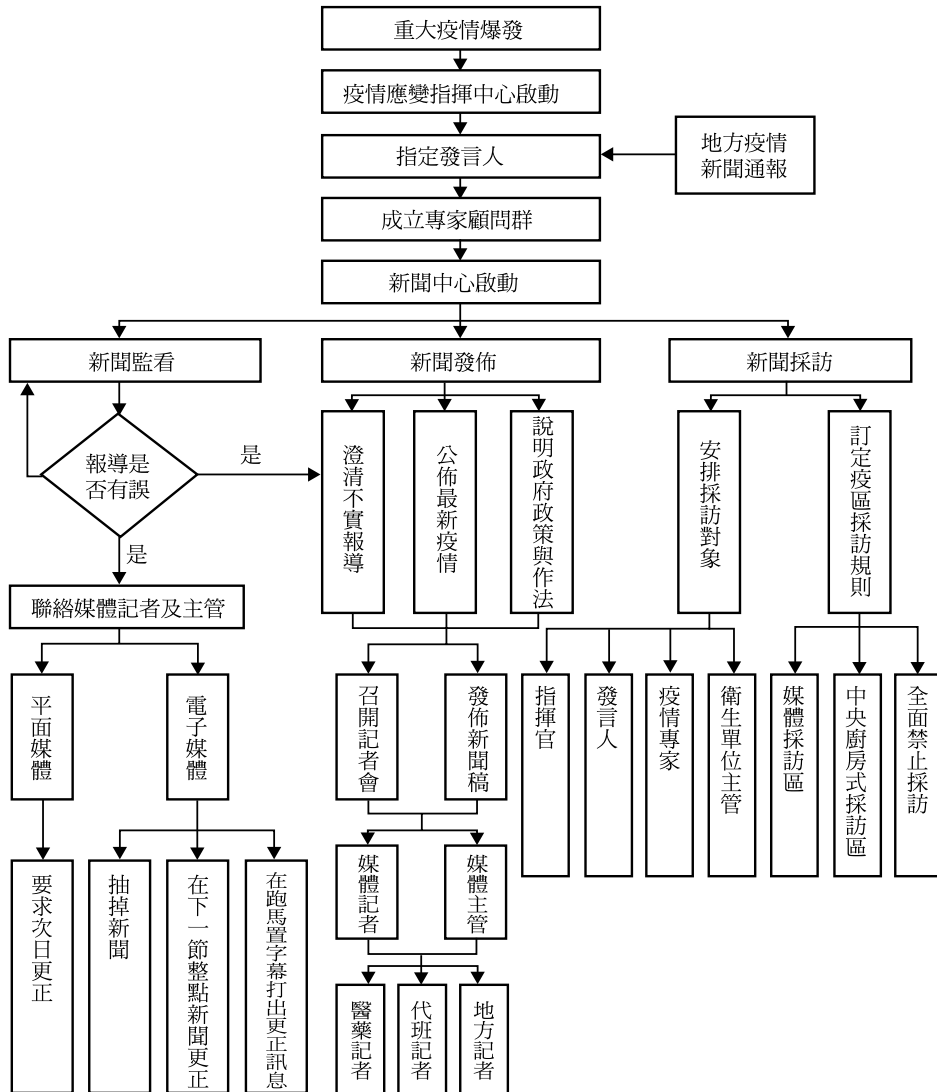 重大疫情爆發
疫情應變指揮中心啟動
指定發言人
地方疫情
新聞通報
成立專家顧問群
新聞中心啟動
新聞監看
新聞發佈
新聞採訪
報導是
否有誤
是
是
澄清不實報導
公佈最新疫情
說明政府政策與作法
安排採訪對象
訂定疫區採訪規則
聯絡媒體記者及主管
平面媒體
電子媒體
召開記者會
發佈新聞稿
指揮官
發言人
疫情專家
衛生單位主管
媒體採訪區
中央廚房式採訪區
全面禁止採訪
要求次日更正
抽掉新聞
在下一節整點新聞更正
在跑馬置字幕打出更正訊息
媒體記者
媒體主管
醫藥記者
代班記者
地方記者